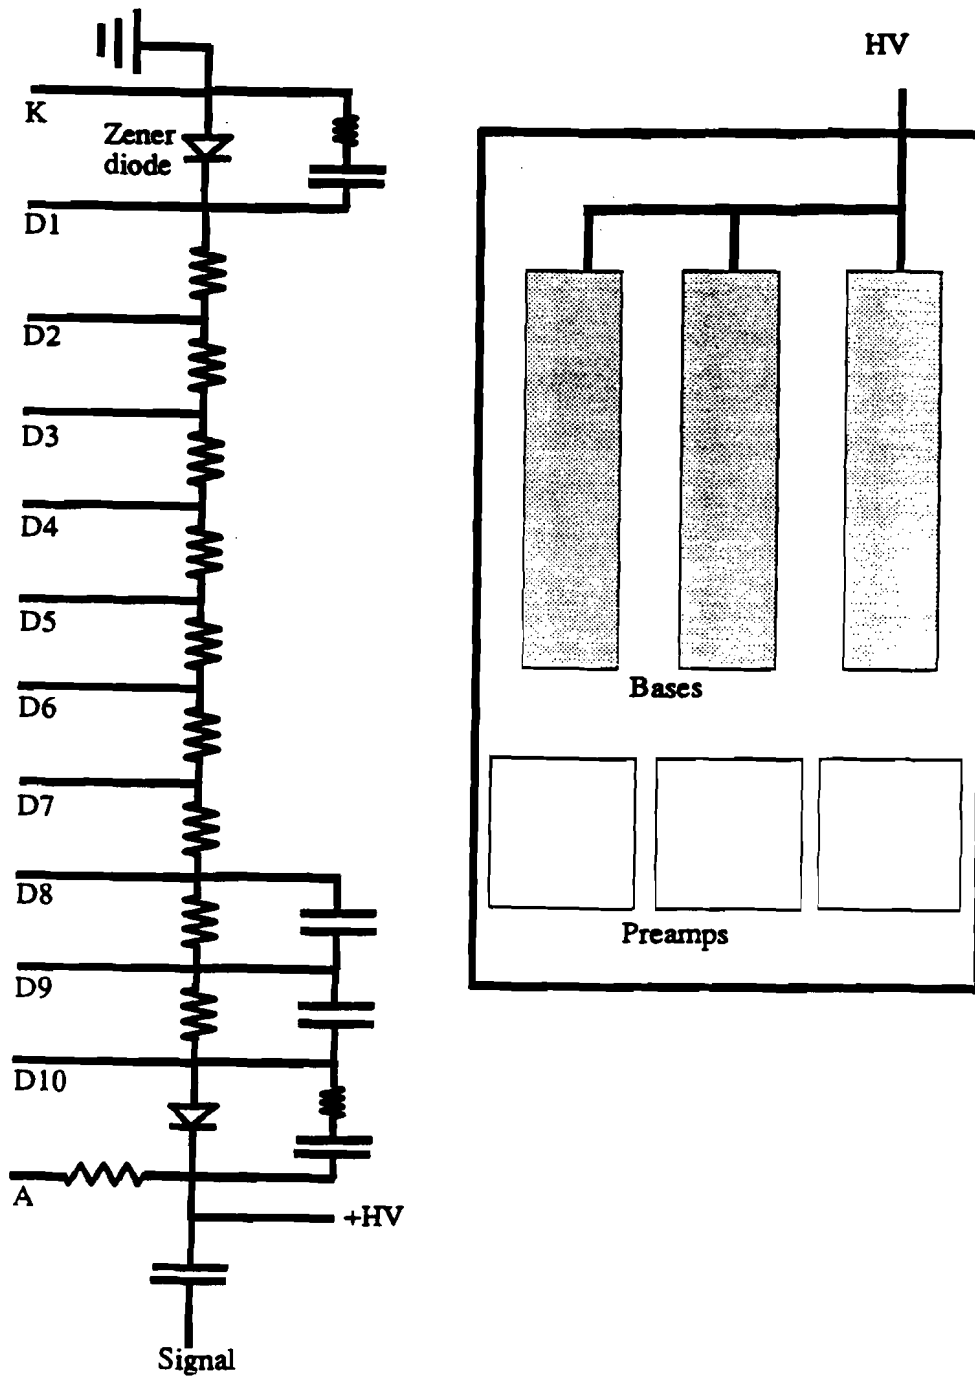 HV
K
Zener
diode
D1
D2
D3
D4
D5
D6
Bases
D7
D8
Preamps
D9
D10
A
+HV
Signal